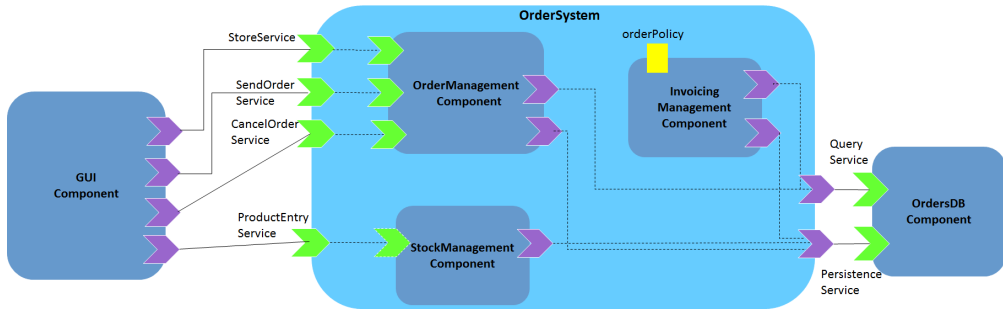 OrderSystem
StoreService
orderPolicy
SendOrder
Service
OrderManagement
Component
Invoicing
Management
Component
CancelOrder
Service
Query
Service
GUI
Component
OrdersDB
Component
ProductEntry
Service
StockManagement
Component
Persistence
Service